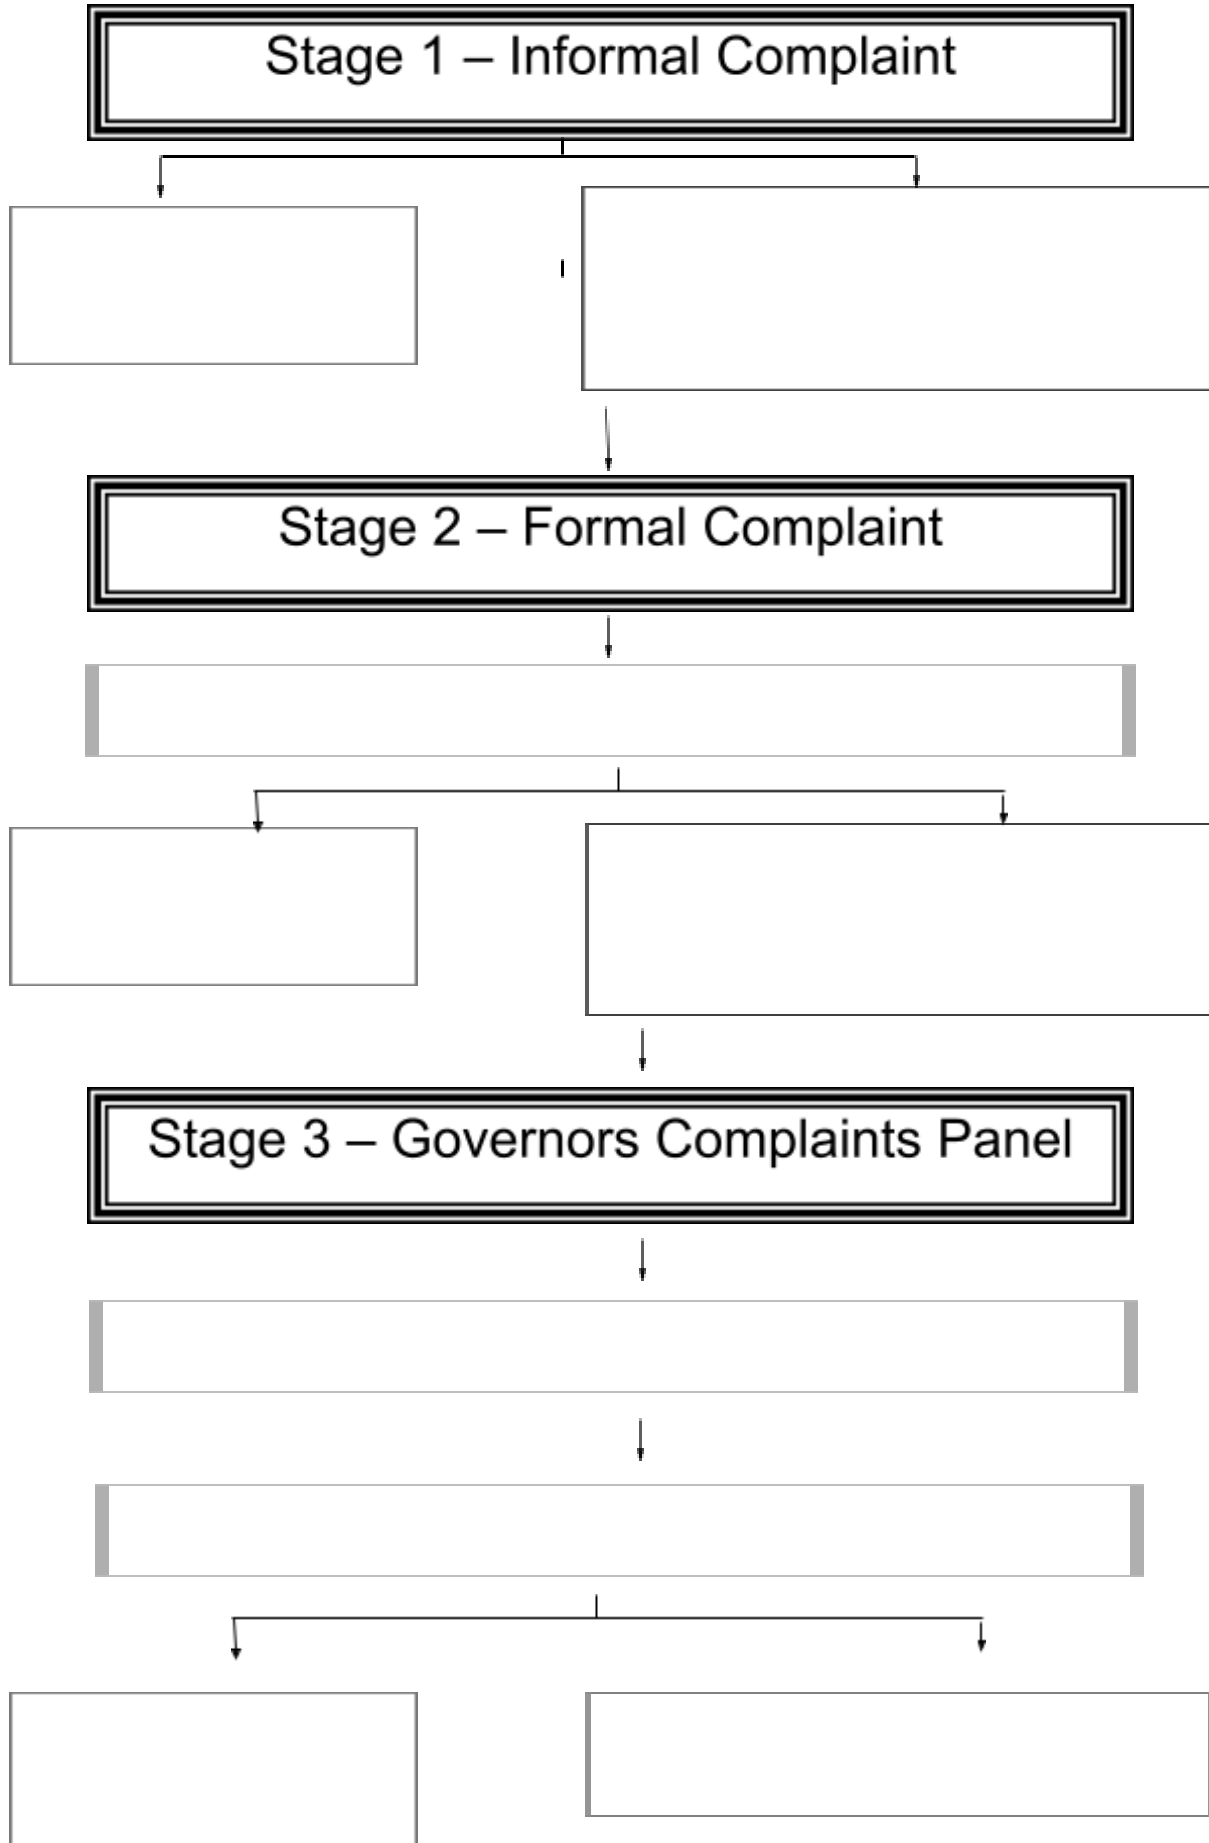 Stage 1 – Informal Complaint
Stage 2 – Formal Complaint
Stage 3 – Governors Complaints Panel